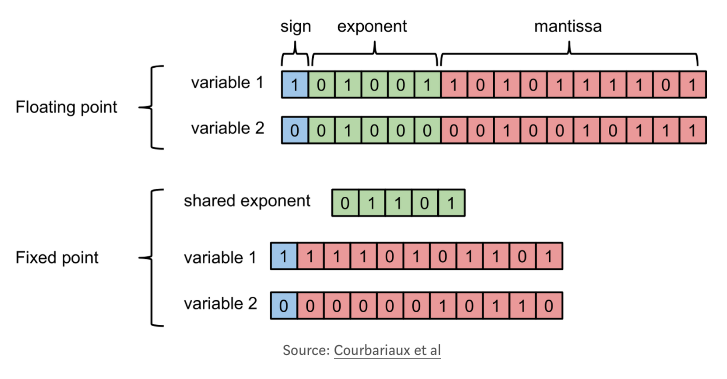 sign exponent mantissa
Floating point
variable 1 1 0 1 0 0 1 1 0 1 0 1 1 1 1 0 1
variable 2 0 0 1 0 0 0 0 0 1 0 0 1 0 1 1 1
Fixed point
shared exponent 0 1 1 0 1
variable 1 1 1 1 1 0 1 0 1 1 0 1
variable 2 0 0 0 0 0 0 1 0 1 1 0
Source: Courbariaux et al